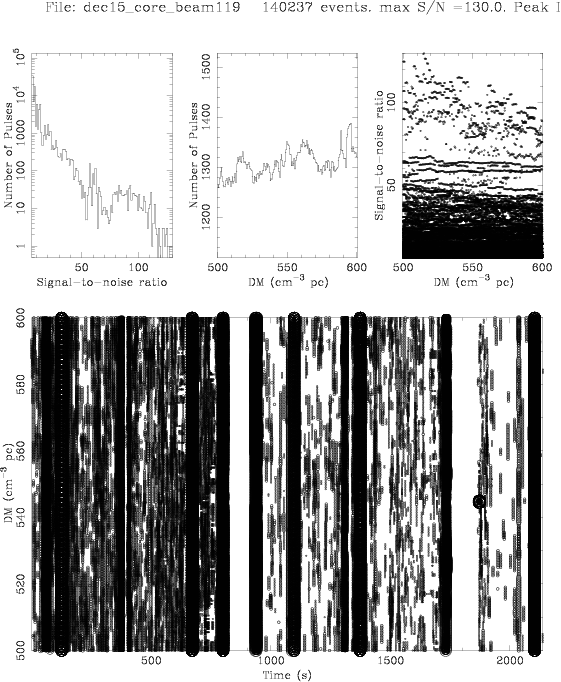 File: dec15_core_beam119 140237 events. max S/N =130.0. Peak
Number of Pulses
10⁵
10⁴
1000
100
10
1
50 100
Signal-to-noise ratio
Number of Pulses
1500
1400
1300
1200
500 550 600
DM (cm⁻³ pc)
Signal-to-noise ratio
100
50
500 550 600
DM (cm⁻³ pc)
DM (cm⁻³ pc)
600
580
560
540
520
500
500 1000 1500 2000
Time (s)